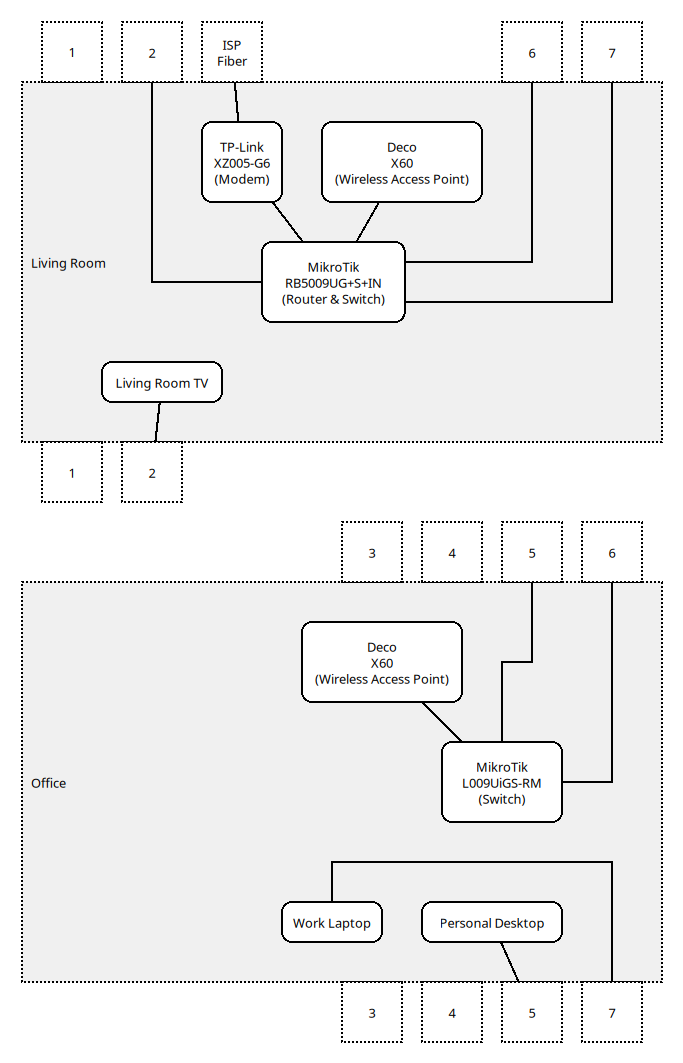 1
2
ISP
Fiber
6
7
TP-Link
XZ005-G6
(Modem)
Deco
X60
(Wireless Access Point)
Living Room
MikroTik
RB5009UG+S+IN
(Router & Switch)
Living Room TV
1
2
3
4
5
6
Deco
X60
(Wireless Access Point)
Office
MikroTik
L009UiGS-RM
(Switch)
Work Laptop
Personal Desktop
3
4
5
7